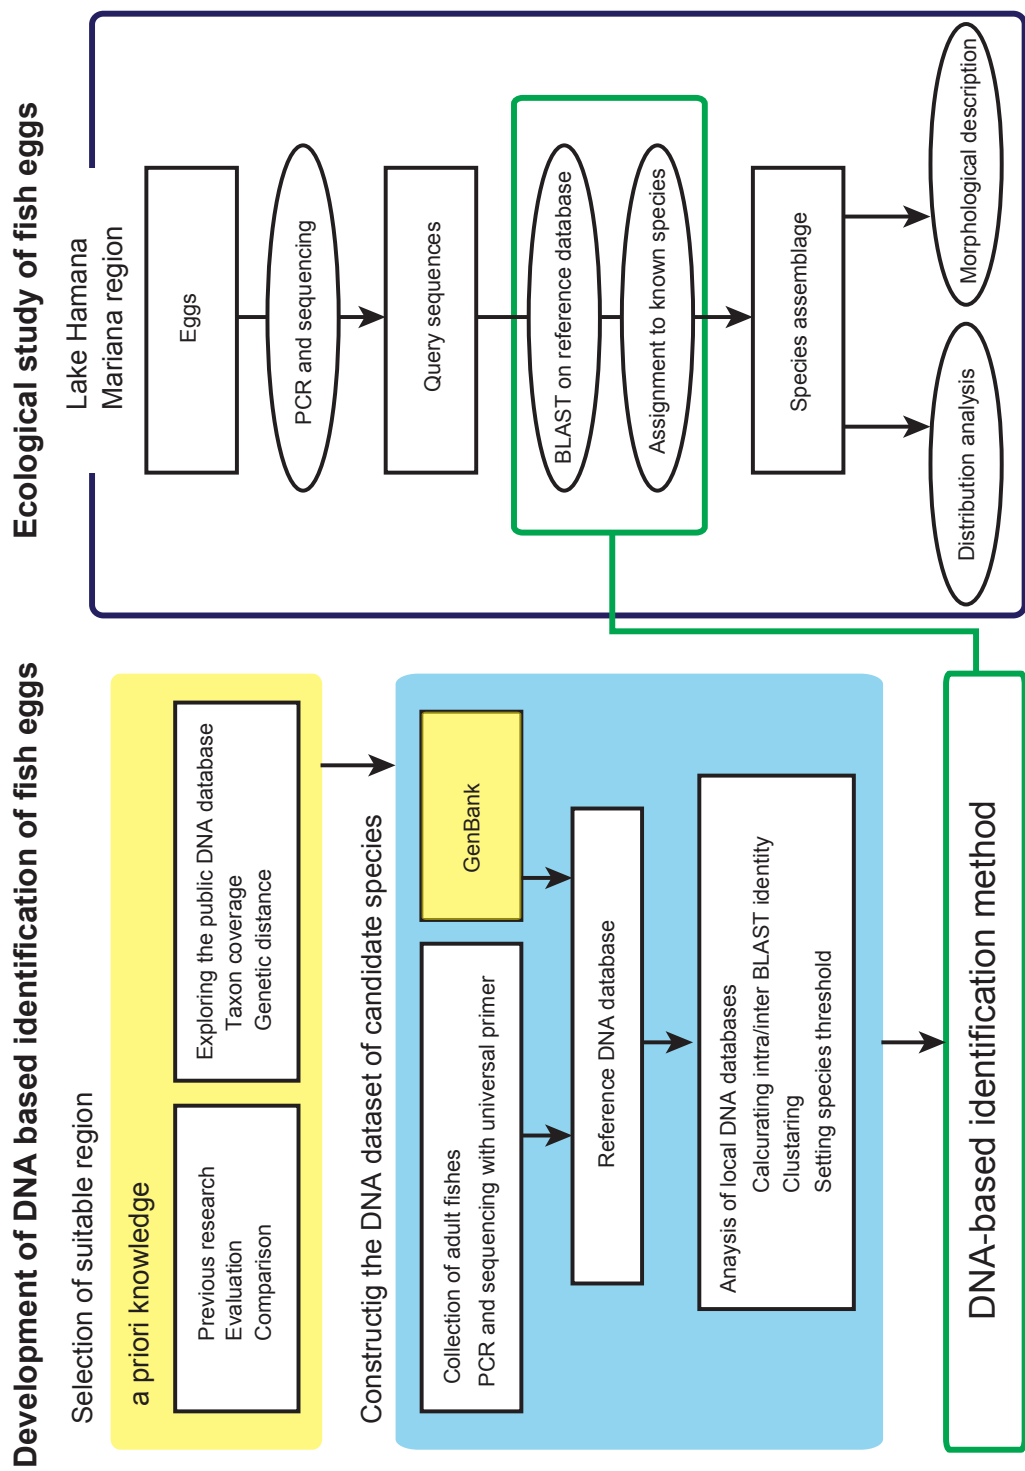 Development of DNA based identification of fish eggs
Selection of suitable region
a priori knowledge
Previous research
Evaluation
Comparison
Exploring the public DNA database
Taxon coverage
Genetic distance
Constructig the DNA dataset of candidate species
Collection of adult fishes
PCR and sequencing with universal primer
GenBank
Reference DNA database
Anaysis of local DNA databases
Calcurating intra/inter BLAST identity
Clustaring
Setting species threshold
DNA-based identification method
Ecological study of fish eggs
Lake Hamana
Mariana region
Eggs
PCR and sequencing
Query sequences
BLAST on reference database
Assignment to known species
Species assemblage
Distribution analysis
Morphological description